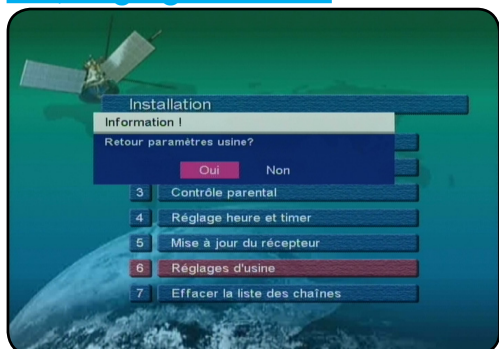 Installation
Information !
Retour paramètres usine?
Oui Non
3 Contrôle parental
4 Réglage heure et timer
5 Mise à jour du récepteur
6 Réglages d'usine
7 Effacer la liste des chaînes